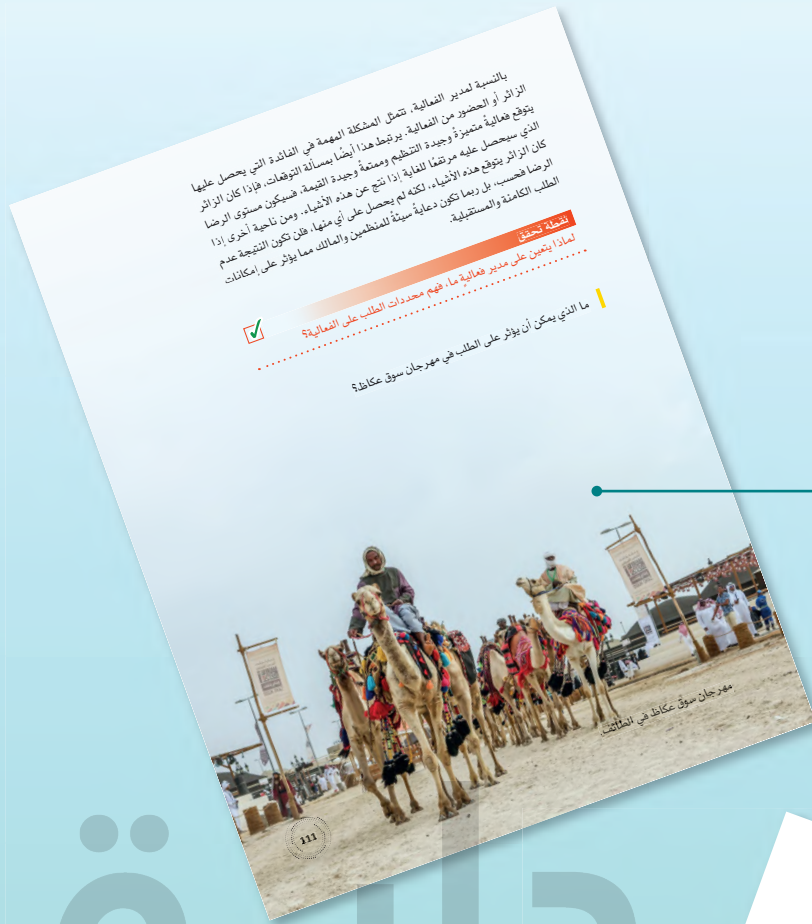 بالنسبة لمدير الفعالية، تتمثل المشكلة المهمة في الفائدة التي يحصل عليها
الزائر أو الحضور من الفعالية. يرتبط هذا أيضًا بمسألة التوقعات، فإذا كان الزائر
يتوقع فعاليةً متميزةً وجيدة التنظيم وممتعةً وجيدة القيمة، فسيكون مستوى الرضا
الذي سيحصل عليه مرتفعًا للغاية إذا نتج عن هذه الأشياء. ومن ناحية أخرى إذا
كان الزائر يتوقع هذه الأشياء، لكنه لم يحصل على أي منها، فلن تكون النتيجة عدم
الرضا فحسب، بل ربما تكون دعايةً سيئةً للمنظمين والمالك مما يؤثر على إمكانات
الطلب الكامنة والمستقبلية.
نقطة تحقق
لماذا يتعين على مدير فعاليةٍ ما، فهم محددات الطلب على الفعالية؟
ما الذي يمكن أن يؤثر على الطلب في مهرجان سوق عكاظ؟
مهرجان سوق عكاظ في الطائف.
111